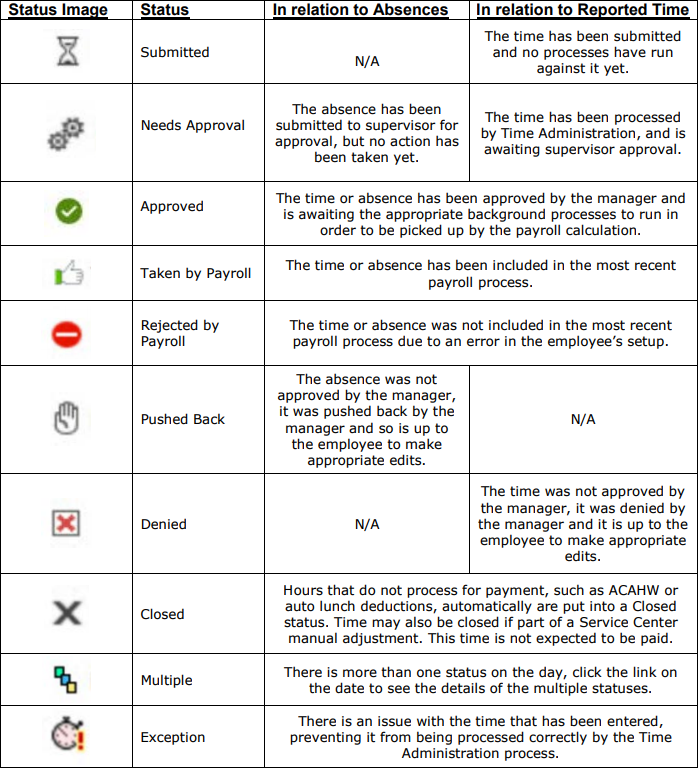 Status Image
Status
In relation to Absences
In relation to Reported Time
Submitted
N/A
The time has been submitted
and no processes have run
against it yet.
Needs Approval
The absence has been
submitted to supervisor for
approval, but no action has
been taken yet.
The time has been processed
by Time Administration, and is
awaiting supervisor approval.
Approved
The time or absence has been approved by the manager and
is awaiting the appropriate background processes to run in
order to be picked up by the payroll calculation.
Taken by Payroll
The time or absence has been included in the most recent
payroll process.
Rejected by
Payroll
The time or absence was not included in the most recent
payroll process due to an error in the employee’s setup.
Pushed Back
The absence was not
approved by the manager,
it was pushed back by the
manager and so is up to
the employee to make
appropriate edits.
N/A
Denied
N/A
The time was not approved by
the manager, it was denied by
the manager and it is up to the
employee to make appropriate
edits.
Closed
Hours that do not process for payment, such as ACAHW or
auto lunch deductions, automatically are put into a Closed
status. Time may also be closed if part of a Service Center
manual adjustment. This time is not expected to be paid.
Multiple
There is more than one status on the day, click the link on
the date to see the details of the multiple statuses.
Exception
There is an issue with the time that has been entered,
preventing it from being processed correctly by the Time
Administration process.